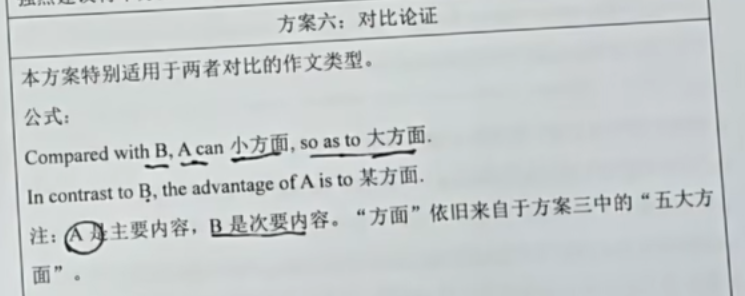 方案六：对比论证
本方案特别适用于两者对比的作文类型。
公式：
Compared with B, A can 小方面, so as to 大方面.
In contrast to B, the advantage of A is to 某方面.
注：A 是主要内容，B 是次要内容。“方面”依旧来自于方案三中的“五大方
面”。